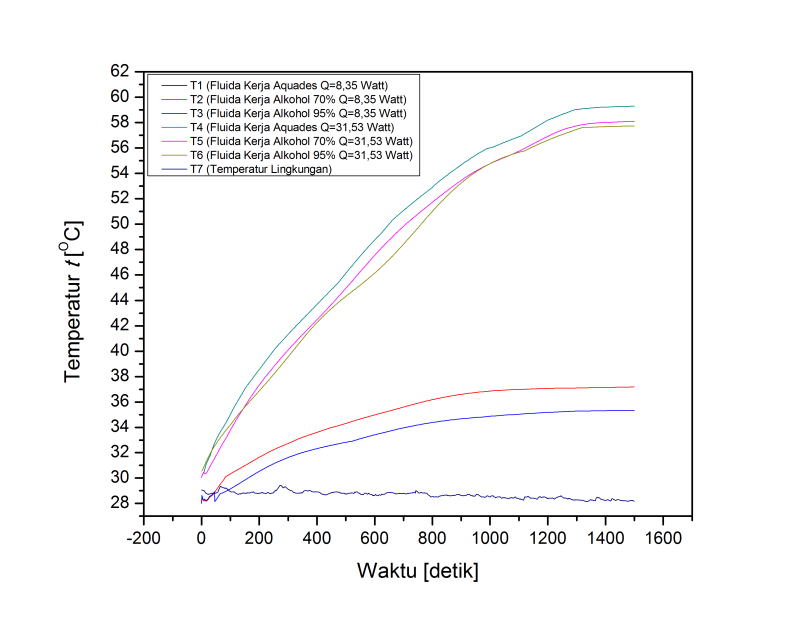 62
60
58
56
54
52
50
48
46
44
42
40
38
36
34
32
30
28
T1 (Fluida Kerja Aquades Q=8,35 Watt)
T2 (Fluida Kerja Alkohol 70% Q=8,35 Watt)
T3 (Fluida Kerja Alkohol 95% Q=8,35 Watt)
T4 (Fluida Kerja Aquades Q=31,53 Watt)
T5 (Fluida Kerja Alkohol 70% Q=31,53 Watt)
T6 (Fluida Kerja Alkohol 95% Q=31,53 Watt)
T7 (Temperatur Lingkungan)
Temperatur t [°C]
-200 0 200 400 600 800 1000 1200 1400 1600
Waktu [detik]